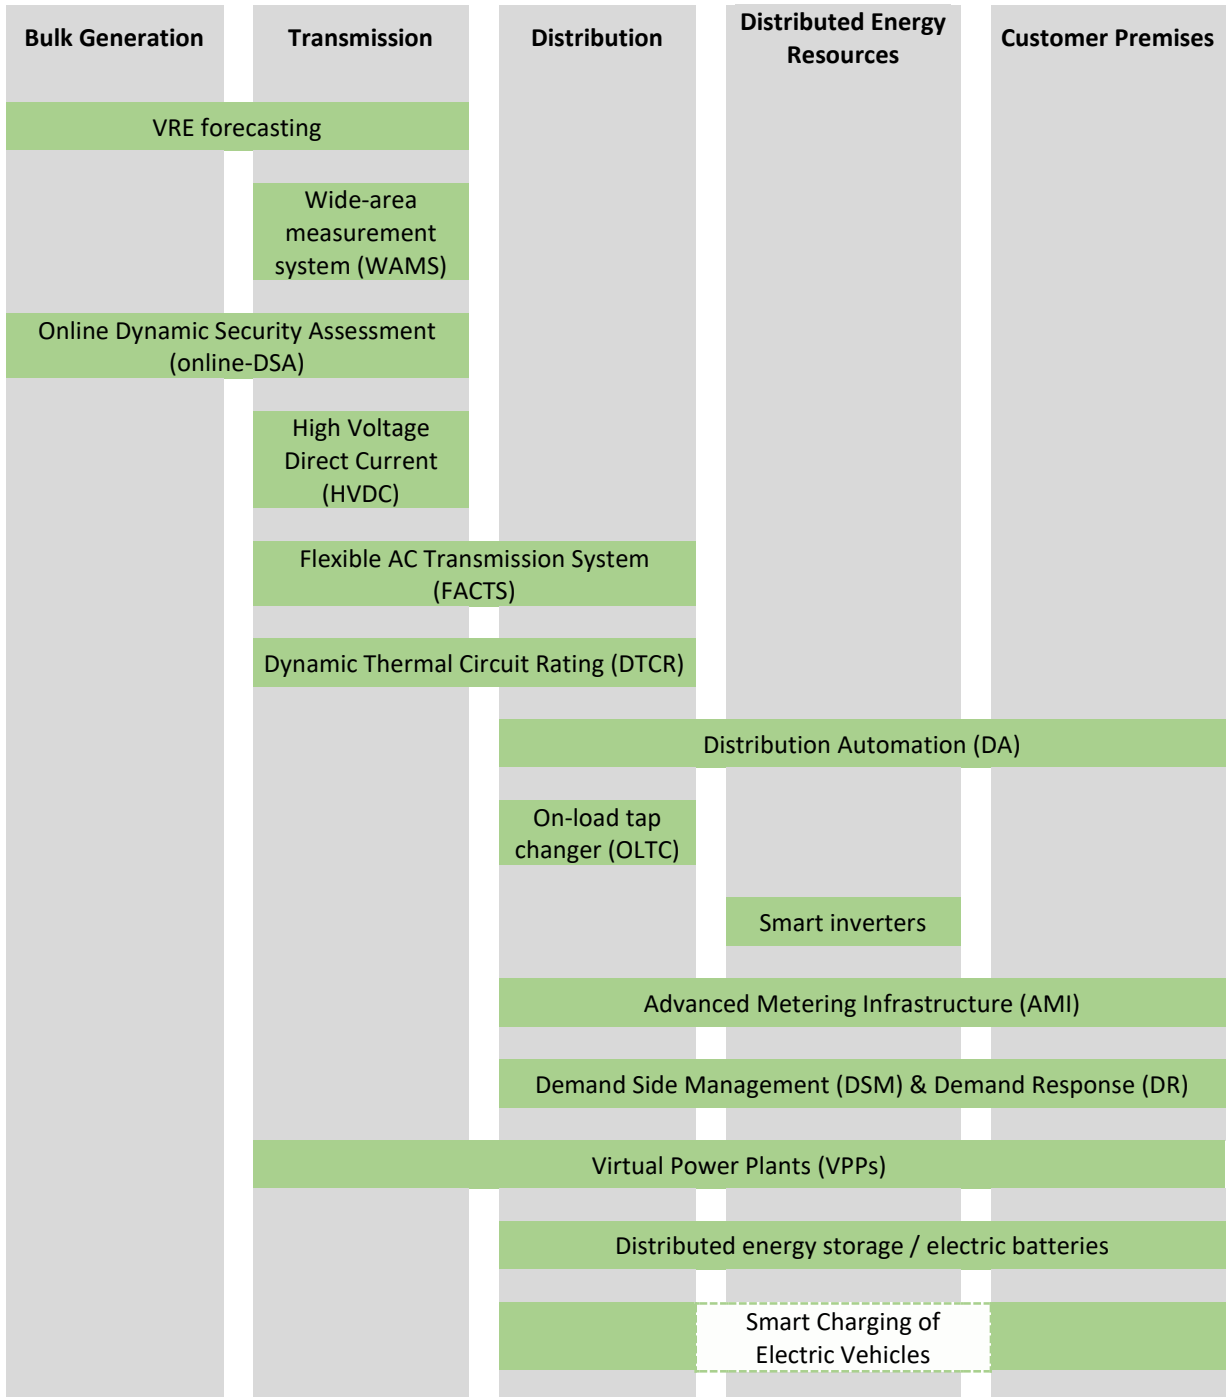 Bulk Generation
Transmission
Distribution
Distributed Energy
Resources
Customer Premises
VRE forecasting
Wide-area
measurement
system (WAMS)
Online Dynamic Security Assessment
(online-DSA)
High Voltage
Direct Current
(HVDC)
Flexible AC Transmission System
(FACTS)
Dynamic Thermal Circuit Rating (DTCR)
Distribution Automation (DA)
On-load tap
changer (OLTC)
Smart inverters
Advanced Metering Infrastructure (AMI)
Demand Side Management (DSM) & Demand Response (DR)
Virtual Power Plants (VPPs)
Distributed energy storage / electric batteries
Smart Charging of
Electric Vehicles